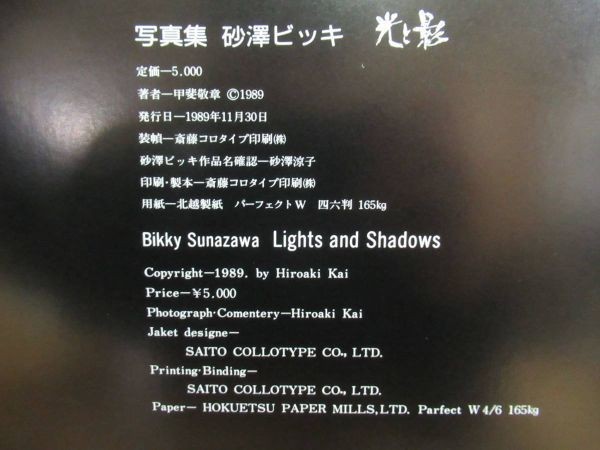 写真集 砂澤ビッキ 光と影
定価―5.000
著者―甲斐敬章 ©1989
発行日―1989年11月30日
装幀―斎藤コロタイプ印刷㈱
砂澤ビッキ作品名確認―砂澤涼子
印刷・製本―斎藤コロタイプ印刷㈱
用紙―北越製紙 パーフェクトW 四六判 165kg
Bikky Sunazawa Lights and Shadows
Copyright―1989. by Hiroaki Kai
Price―¥5.000
Photograph·Comentery―Hiroaki Kai
Jaket designe―
SAITO COLLOTYPE CO., LTD.
Printing·Binding―
SAITO COLLOTYPE CO., LTD.
Paper― HOKUETSU PAPER MILLS, LTD. Parfect W 4/6 165kg